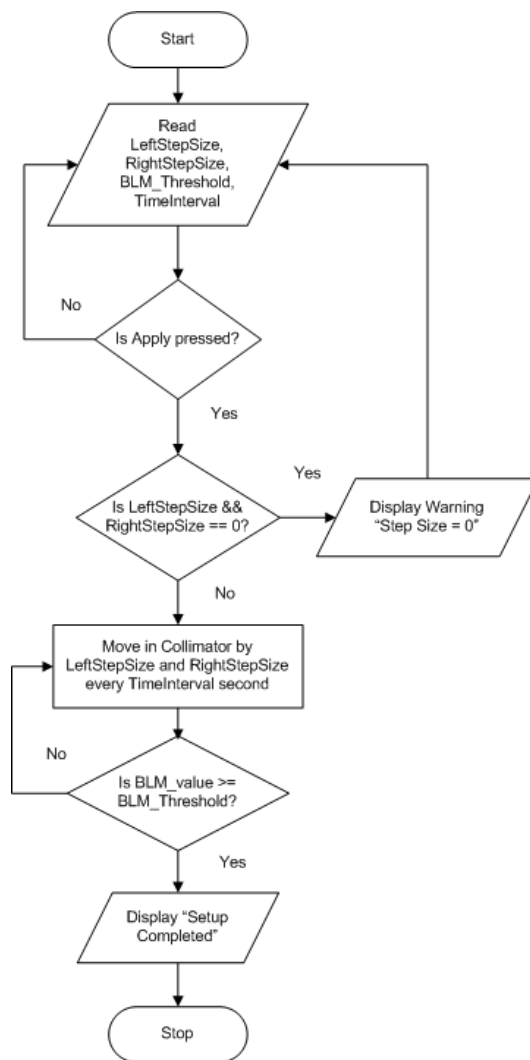 Start
Read
LeftStepSize,
RightStepSize,
BLM_Threshold,
TimeInterval
No
Is Apply pressed?
Yes
Yes
Is LeftStepSize &&
RightStepSize == 0?
Display Warning
“Step Size = 0”
No
Move in Collimator by
LeftStepSize and RightStepSize
every TimeInterval second
No
Is BLM_value >=
BLM_Threshold?
Yes
Display “Setup
Completed”
Stop